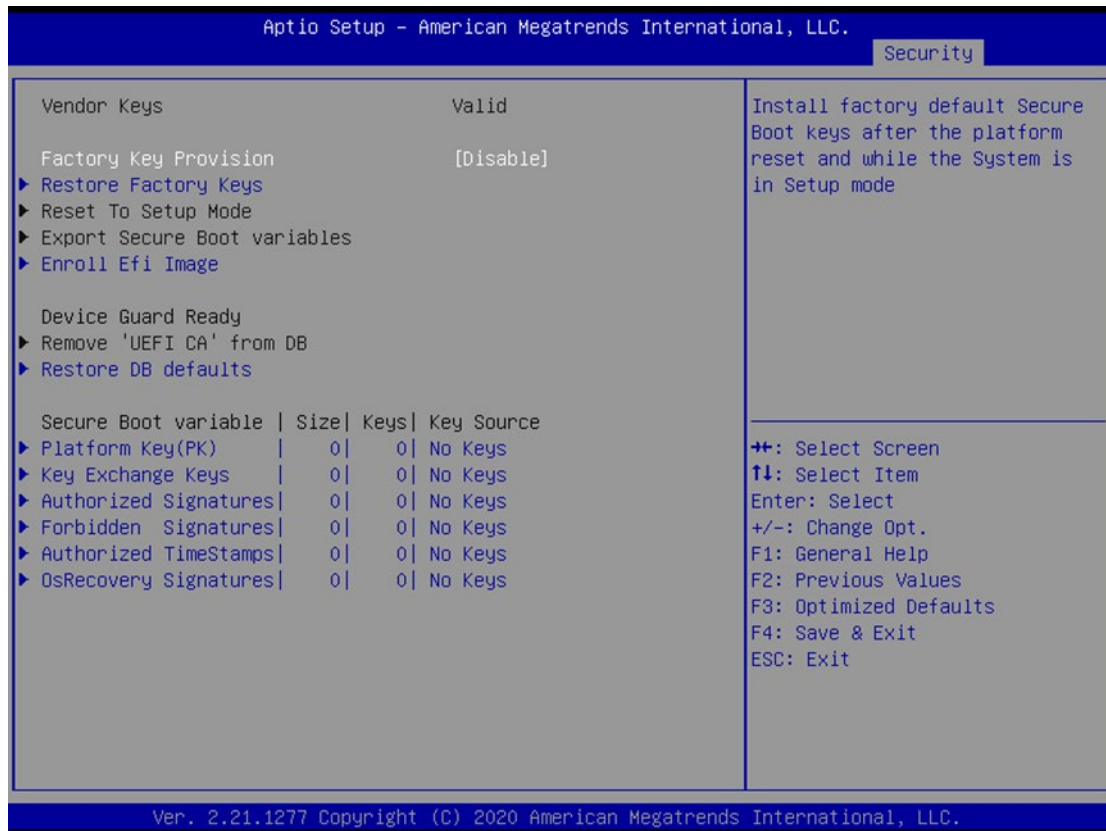 Aptio Setup – American Megatrends International, LLC.
Security
Vendor Keys Valid
Factory Key Provision [Disable]
▶ Restore Factory Keys
▶ Reset To Setup Mode
▶ Export Secure Boot variables
▶ Enroll Efi Image
Device Guard Ready
▶ Remove 'UEFI CA' from DB
▶ Restore DB defaults
Secure Boot variable | Size| Keys| Key Source
▶ Platform Key(PK) | 0| 0| No Keys
▶ Key Exchange Keys | 0| 0| No Keys
▶ Authorized Signatures| 0| 0| No Keys
▶ Forbidden Signatures| 0| 0| No Keys
▶ Authorized TimeStamps| 0| 0| No Keys
▶ OsRecovery Signatures| 0| 0| No Keys
Install factory default Secure
Boot keys after the platform
reset and while the System is
in Setup mode
→←: Select Screen
↑↓: Select Item
Enter: Select
+/-: Change Opt.
F1: General Help
F2: Previous Values
F3: Optimized Defaults
F4: Save & Exit
ESC: Exit
Ver. 2.21.1277 Copyright (C) 2020 American Megatrends International, LLC.